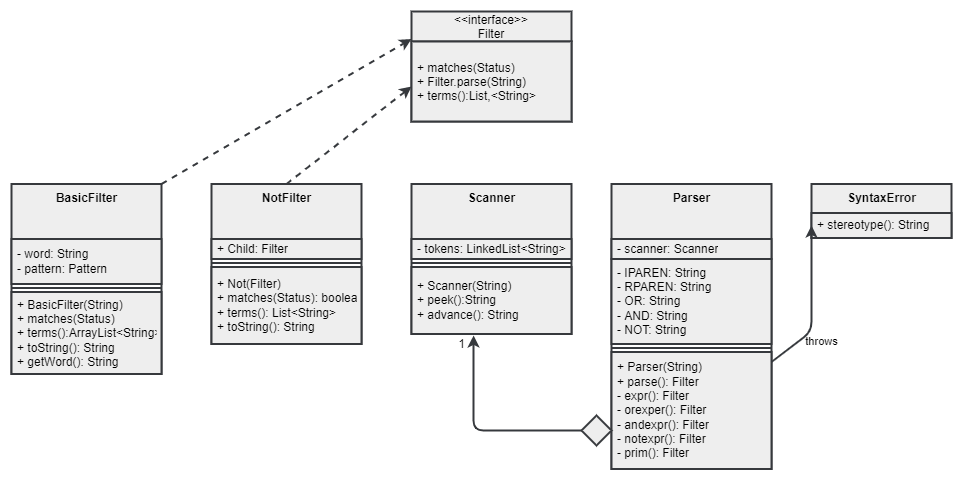 <<interface>>
Filter
+ matches(Status)
+ Filter.parse(String)
+ terms():List,<String>
BasicFilter
- word: String
- pattern: Pattern
+ BasicFilter(String)
+ matches(Status)
+ terms():ArrayList<String>
+ toString(): String
+ getWord(): String
NotFilter
+ Child: Filter
+ Not(Filter)
+ matches(Status): boolea
+ terms(): List<String>
+ toString(): String
Scanner
- tokens: LinkedList<String>
+ Scanner(String)
+ peek():String
+ advance(): String
1
Parser
- scanner: Scanner
- IPAREN: String
- RPAREN: String
- OR: String
- AND: String
- NOT: String
+ Parser(String)
+ parse(): Filter
- expr(): Filter
- orexper(): Filter
- andexpr(): Filter
- notexpr(): Filter
- prim(): Filter
SyntaxError
+ stereotype(): String
throws